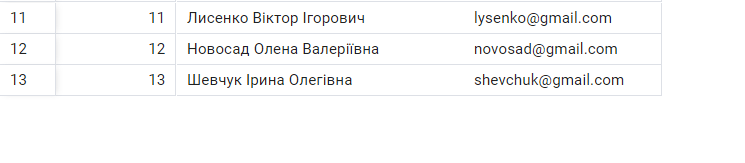 11 11 Лисенко Віктор Ігорович lysenko@gmail.com
12 12 Новосад Олена Валеріївна novosad@gmail.com
13 13 Шевчук Ірина Олегівна shevchuk@gmail.com